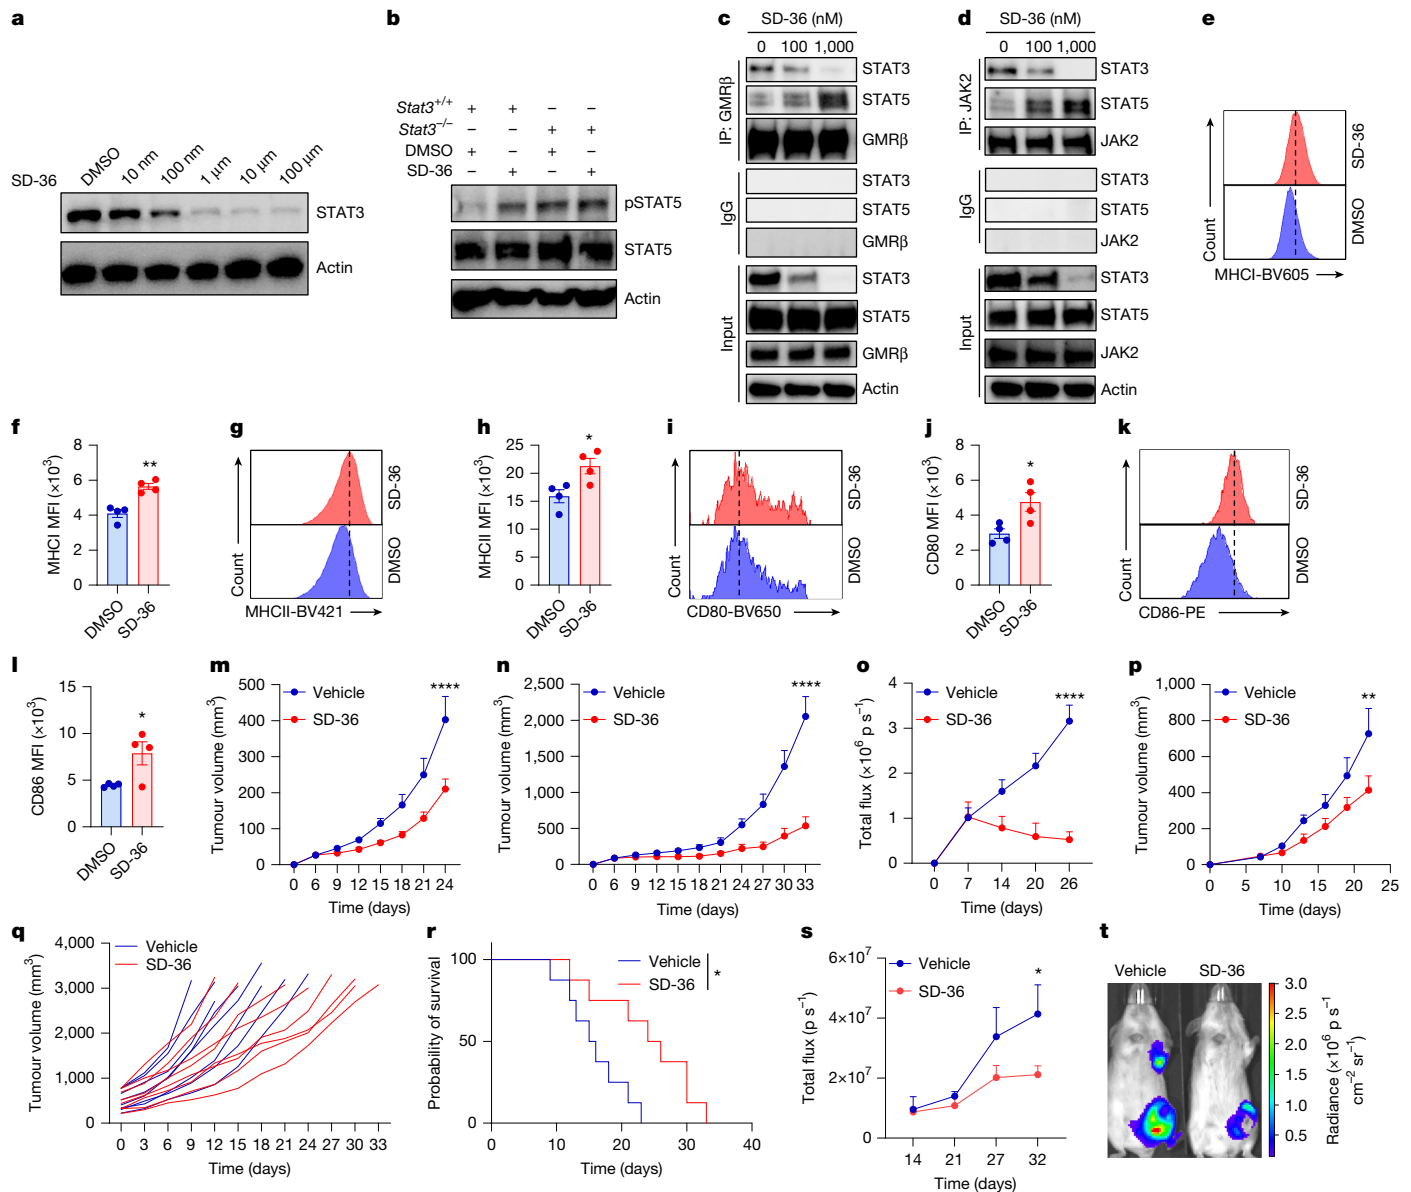 a
SD-36
DMSO
10 nm
100 nm
1 µm
10 µm
100 µm
STAT3
Actin
b
Stat3+/+ + + – –
Stat3–/– – – + +
DMSO + – + –
SD-36 – + – +
pSTAT5
STAT5
Actin
c
SD-36 (nM)
0 100 1,000
IP: GMRβ
STAT3
STAT5
GMRβ
IgG
STAT3
STAT5
GMRβ
Input
STAT3
STAT5
GMRβ
Actin
d
SD-36 (nM)
0 100 1,000
IP: JAK2
STAT3
STAT5
JAK2
IgG
STAT3
STAT5
JAK2
Input
STAT3
STAT5
JAK2
Actin
e
Count
SD-36
DMSO
MHCI-BV605
f
MHCI MFI (×10³)
8
6
4
2
0
**
DMSO
SD-36
g
Count
SD-36
DMSO
MHCII-BV421
h
MHCII MFI (×10³)
25
20
15
10
5
0
*
DMSO
SD-36
i
Count
SD-36
DMSO
CD80-BV650
j
CD80 MFI (×10³)
8
6
4
2
0
*
DMSO
SD-36
k
Count
SD-36
DMSO
CD86-PE
l
CD86 MFI (×10³)
15
10
5
0
*
DMSO
SD-36
m
Tumour volume (mm³)
500
400
300
200
100
0
Vehicle
SD-36
****
0 6 9 12 15 18 21 24
Time (days)
n
Tumour volume (mm³)
2,500
2,000
1,500
1,000
500
0
Vehicle
SD-36
****
0 6 9 12 15 18 21 24 27 30 33
Time (days)
o
Total flux (×10⁶ p s⁻¹)
4
3
2
1
0
Vehicle
SD-36
****
0 7 14 20 26
Time (days)
p
Tumour volume (mm³)
1,000
800
600
400
200
0
Vehicle
SD-36
**
0 5 10 15 20 25
Time (days)
q
Tumour volume (mm³)
4,000
3,000
2,000
1,000
0
Vehicle
SD-36
0 3 6 9 12 15 18 21 24 27 30 33
Time (days)
r
Probability of survival
100
50
0
Vehicle
SD-36
*
0 10 20 30 40
Time (days)
s
Total flux (p s⁻¹)
6×10⁷
4×10⁷
2×10⁷
0
Vehicle
SD-36
*
14 21 27 32
Time (days)
t
Vehicle SD-36
3.0
2.0
1.5
1.0
0.5
Radiance (×10⁶ p s⁻¹
cm⁻² sr⁻¹)